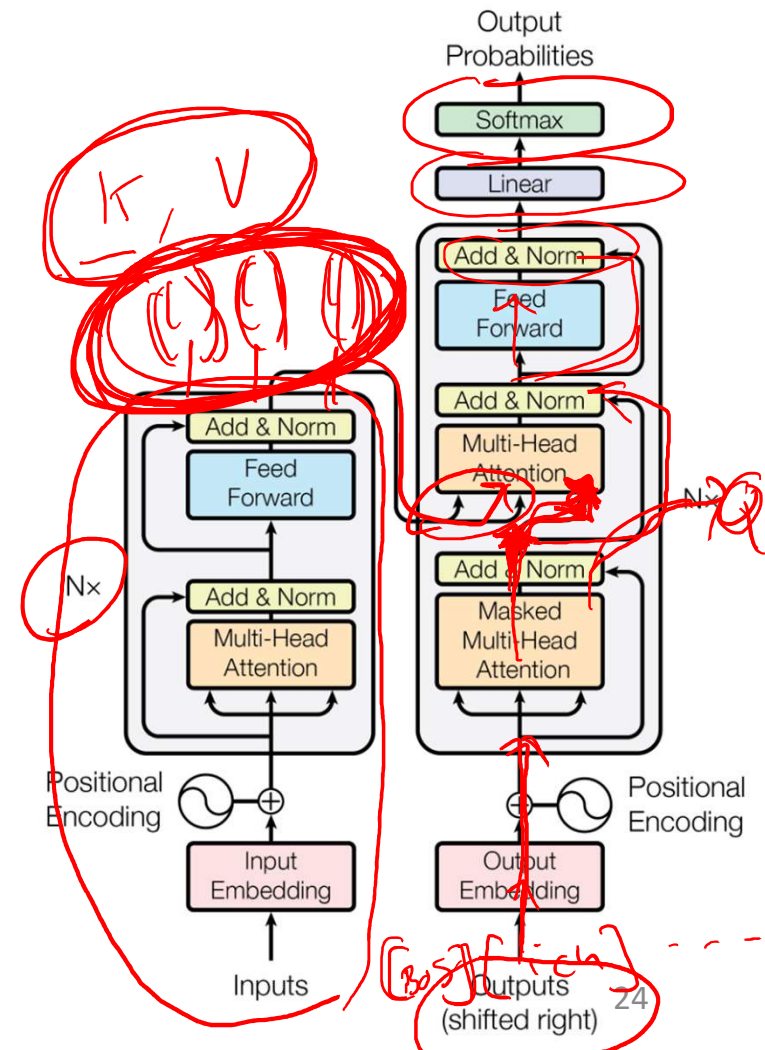 Output
Probabilities
Softmax
Linear
Add & Norm
Feed
Forward
Add & Norm
Multi-Head
Attention
N×
Q
Add & Norm
Masked
Multi-Head
Attention
K, V
Add & Norm
Feed
Forward
N×
Add & Norm
Multi-Head
Attention
Positional
Encoding
Positional
Encoding
Input
Embedding
Output
Embedding
[BOS] [ich] ----
Inputs
Outputs
(shifted right)
24